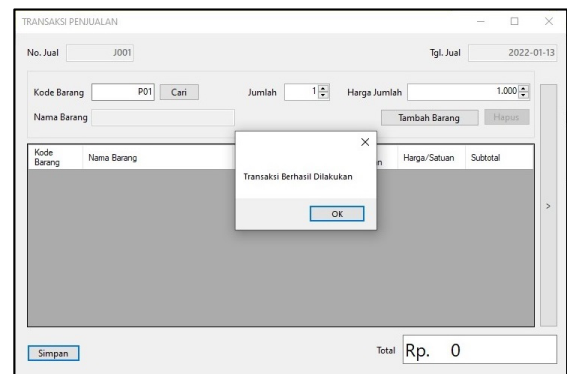 TRANSAKSI PENJUALAN
No. Jual J001 Tgl. Jual 2022-01-13
Kode Barang P01 Cari Jumlah 1 Harga Jumlah 1.000
Nama Barang Tambah Barang Hapus
Kode Barang Nama Barang Harga/Satuan Subtotal
Transaksi Berhasil Dilakukan
OK
>
Simpan Total Rp. 0